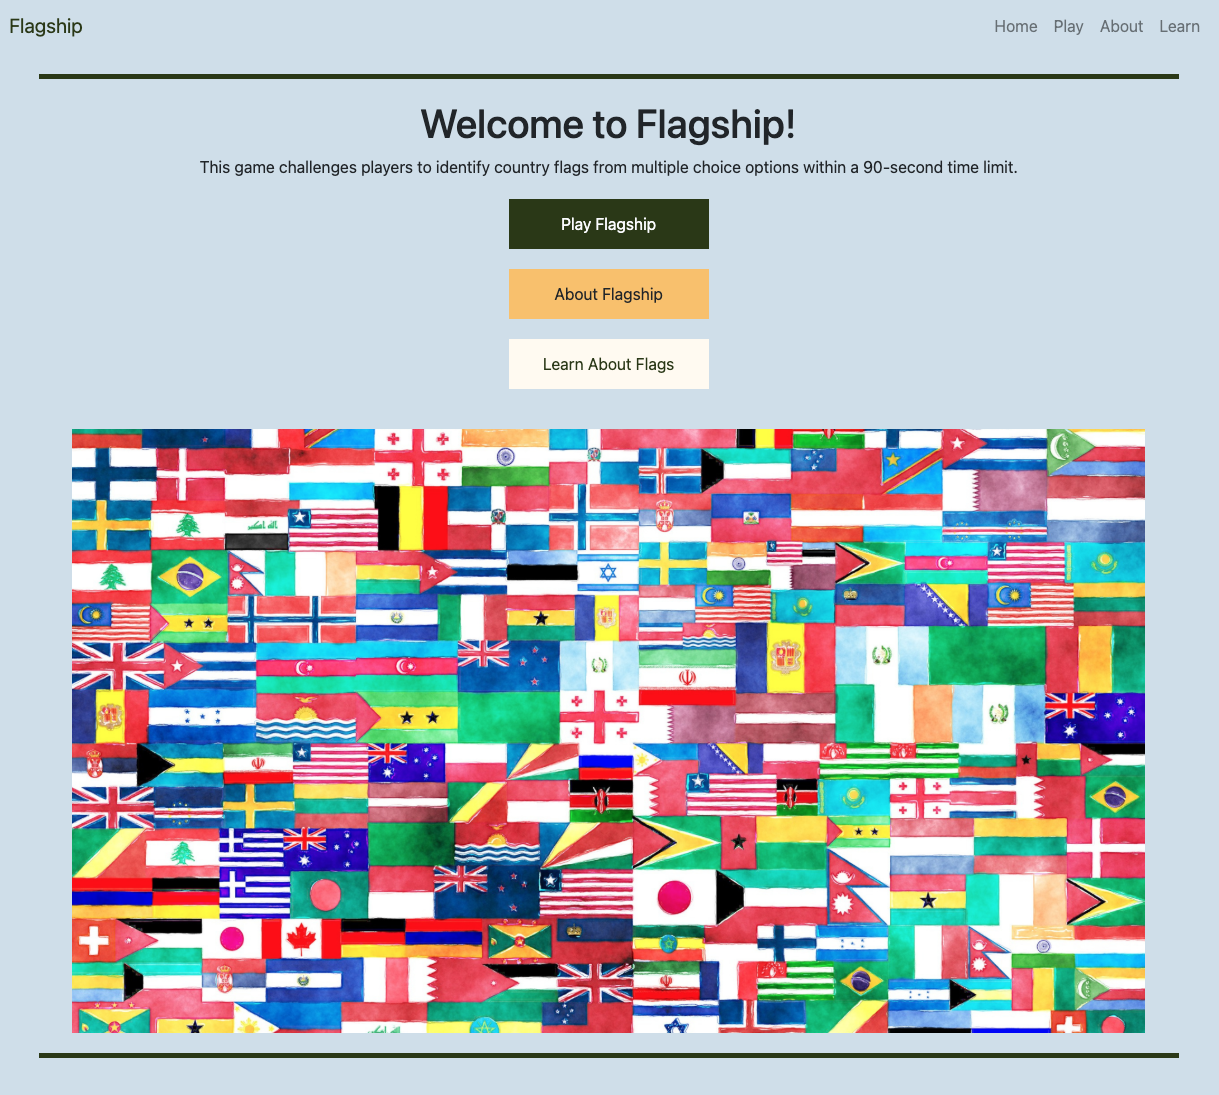 Flagship
Home Play About Learn
Welcome to Flagship!
This game challenges players to identify country flags from multiple choice options within a 90-second time limit.
Play Flagship
About Flagship
Learn About Flags